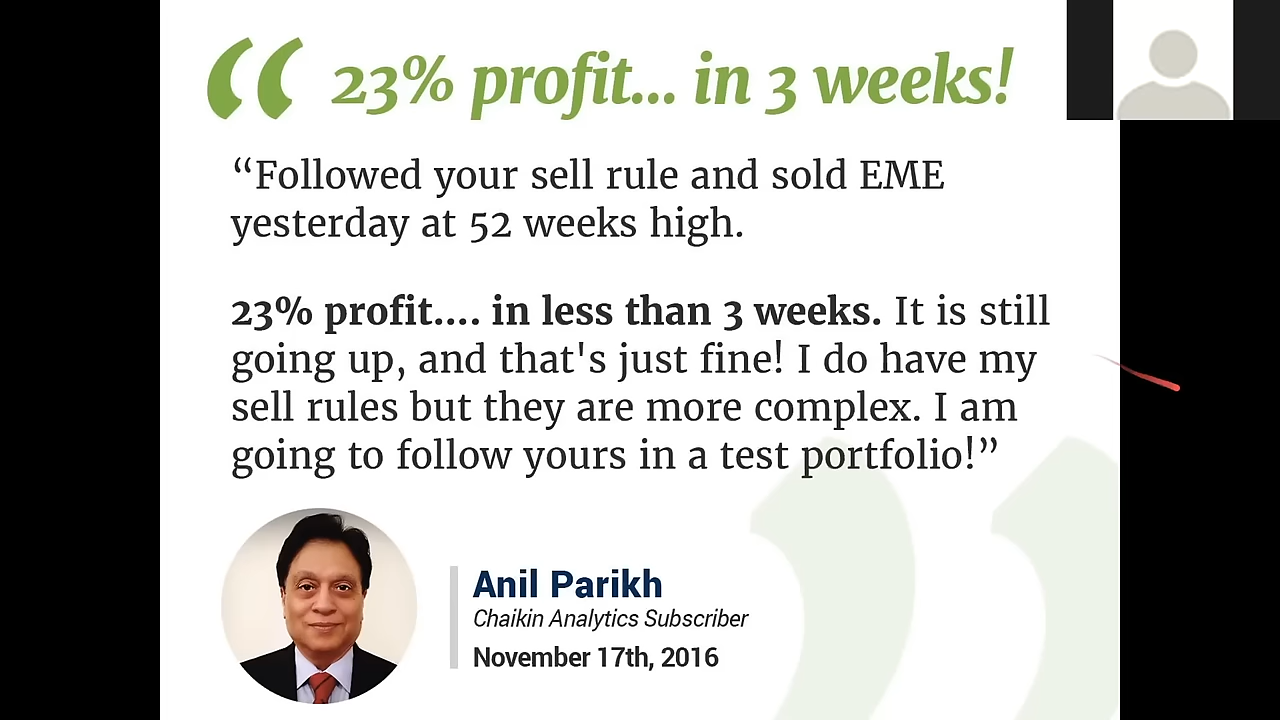 “ 23% profit... in 3 weeks!
“Followed your sell rule and sold EME
yesterday at 52 weeks high.
23% profit.... in less than 3 weeks. It is still
going up, and that's just fine! I do have my
sell rules but they are more complex. I am
going to follow yours in a test portfolio!”
Anil Parikh
Chaikin Analytics Subscriber
November 17th, 2016